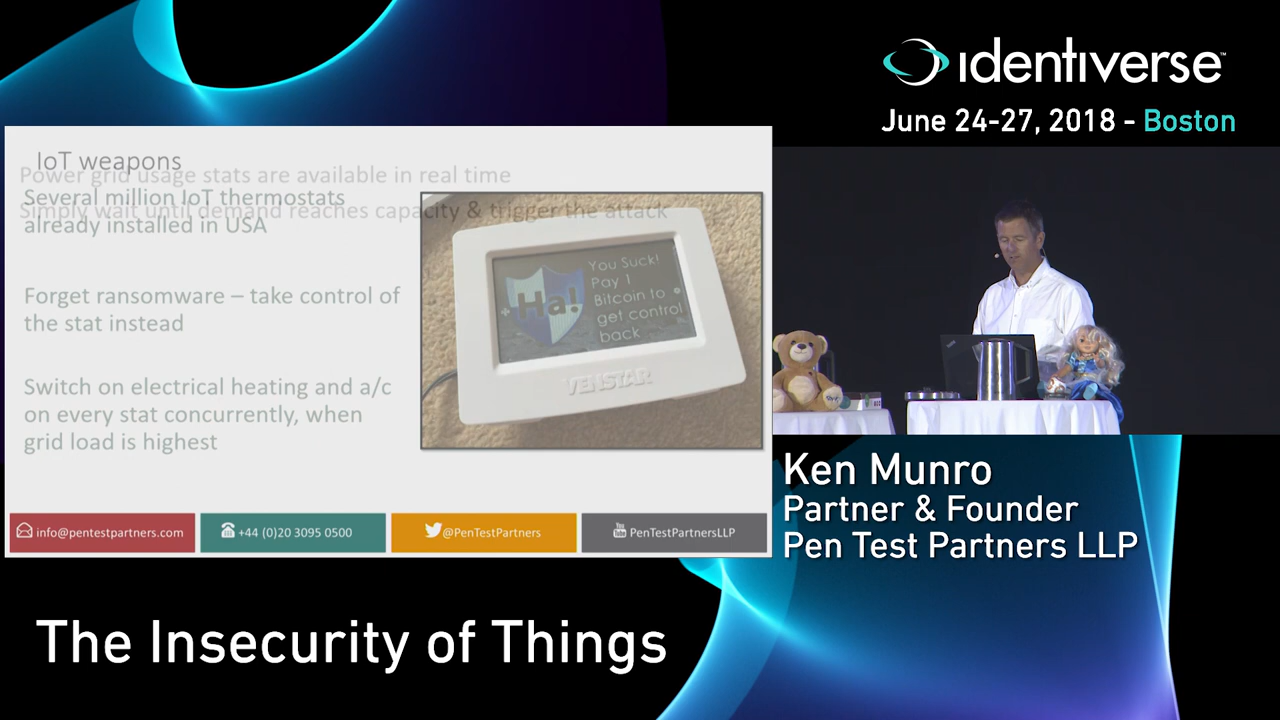 identiverse™
June 24-27, 2018 - Boston
IoT weapons
Power grid usage stats are available in real time
Several million IoT thermostats
Simply wait until demand reaches capacity & trigger the attack
already installed in USA
Forget ransomware – take control of
the stat instead
Switch on electrical heating and a/c
on every stat concurrently, when
grid load is highest
Ha!
You Suck!
Pay 1
Bitcoin to
get control
back
VENSTAR
info@pentestpartners.com
+44 (0)20 3095 0500
@PenTestPartners
PenTestPartnersLLP
Ken Munro
Partner & Founder
Pen Test Partners LLP
The Insecurity of Things